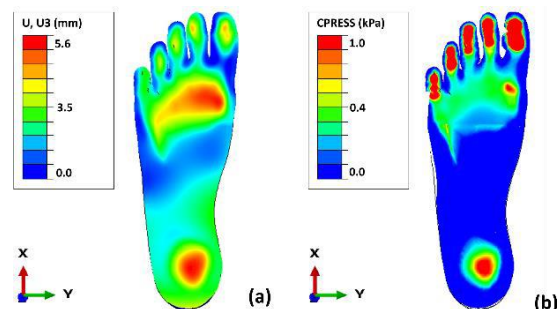 U, U3 (mm)
5.6
3.5
0.0
X
Y
(a)
CPRESS (kPa)
1.0
0.4
0.0
X
Y
(b)